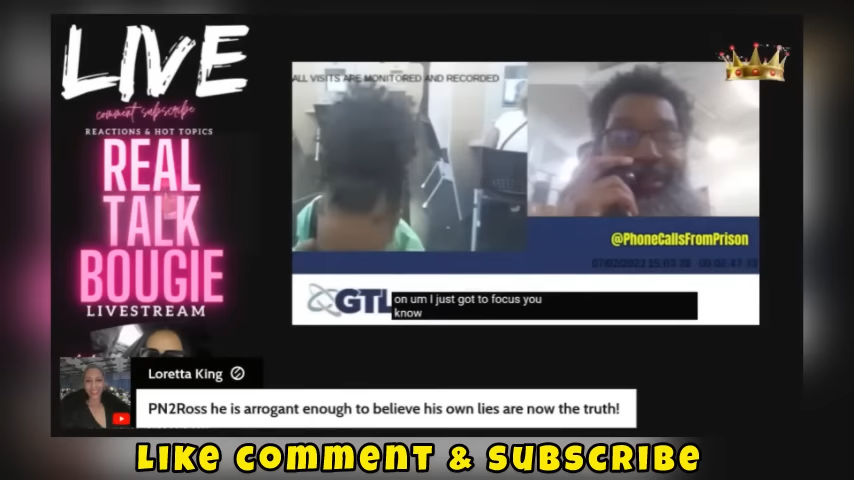 LIVE
comment subscribe
REACTIONS & HOT TOPICS
REAL
TALK
BOUGIE
LIVESTREAM
ALL VISITS ARE MONITORED AND RECORDED
@PhoneCallsFromPrison
GTL
on um I just got to focus you
know
Loretta King
PN2Ross he is arrogant enough to believe his own lies are now the truth!
LIKE COMMENT & SUBSCRIBE